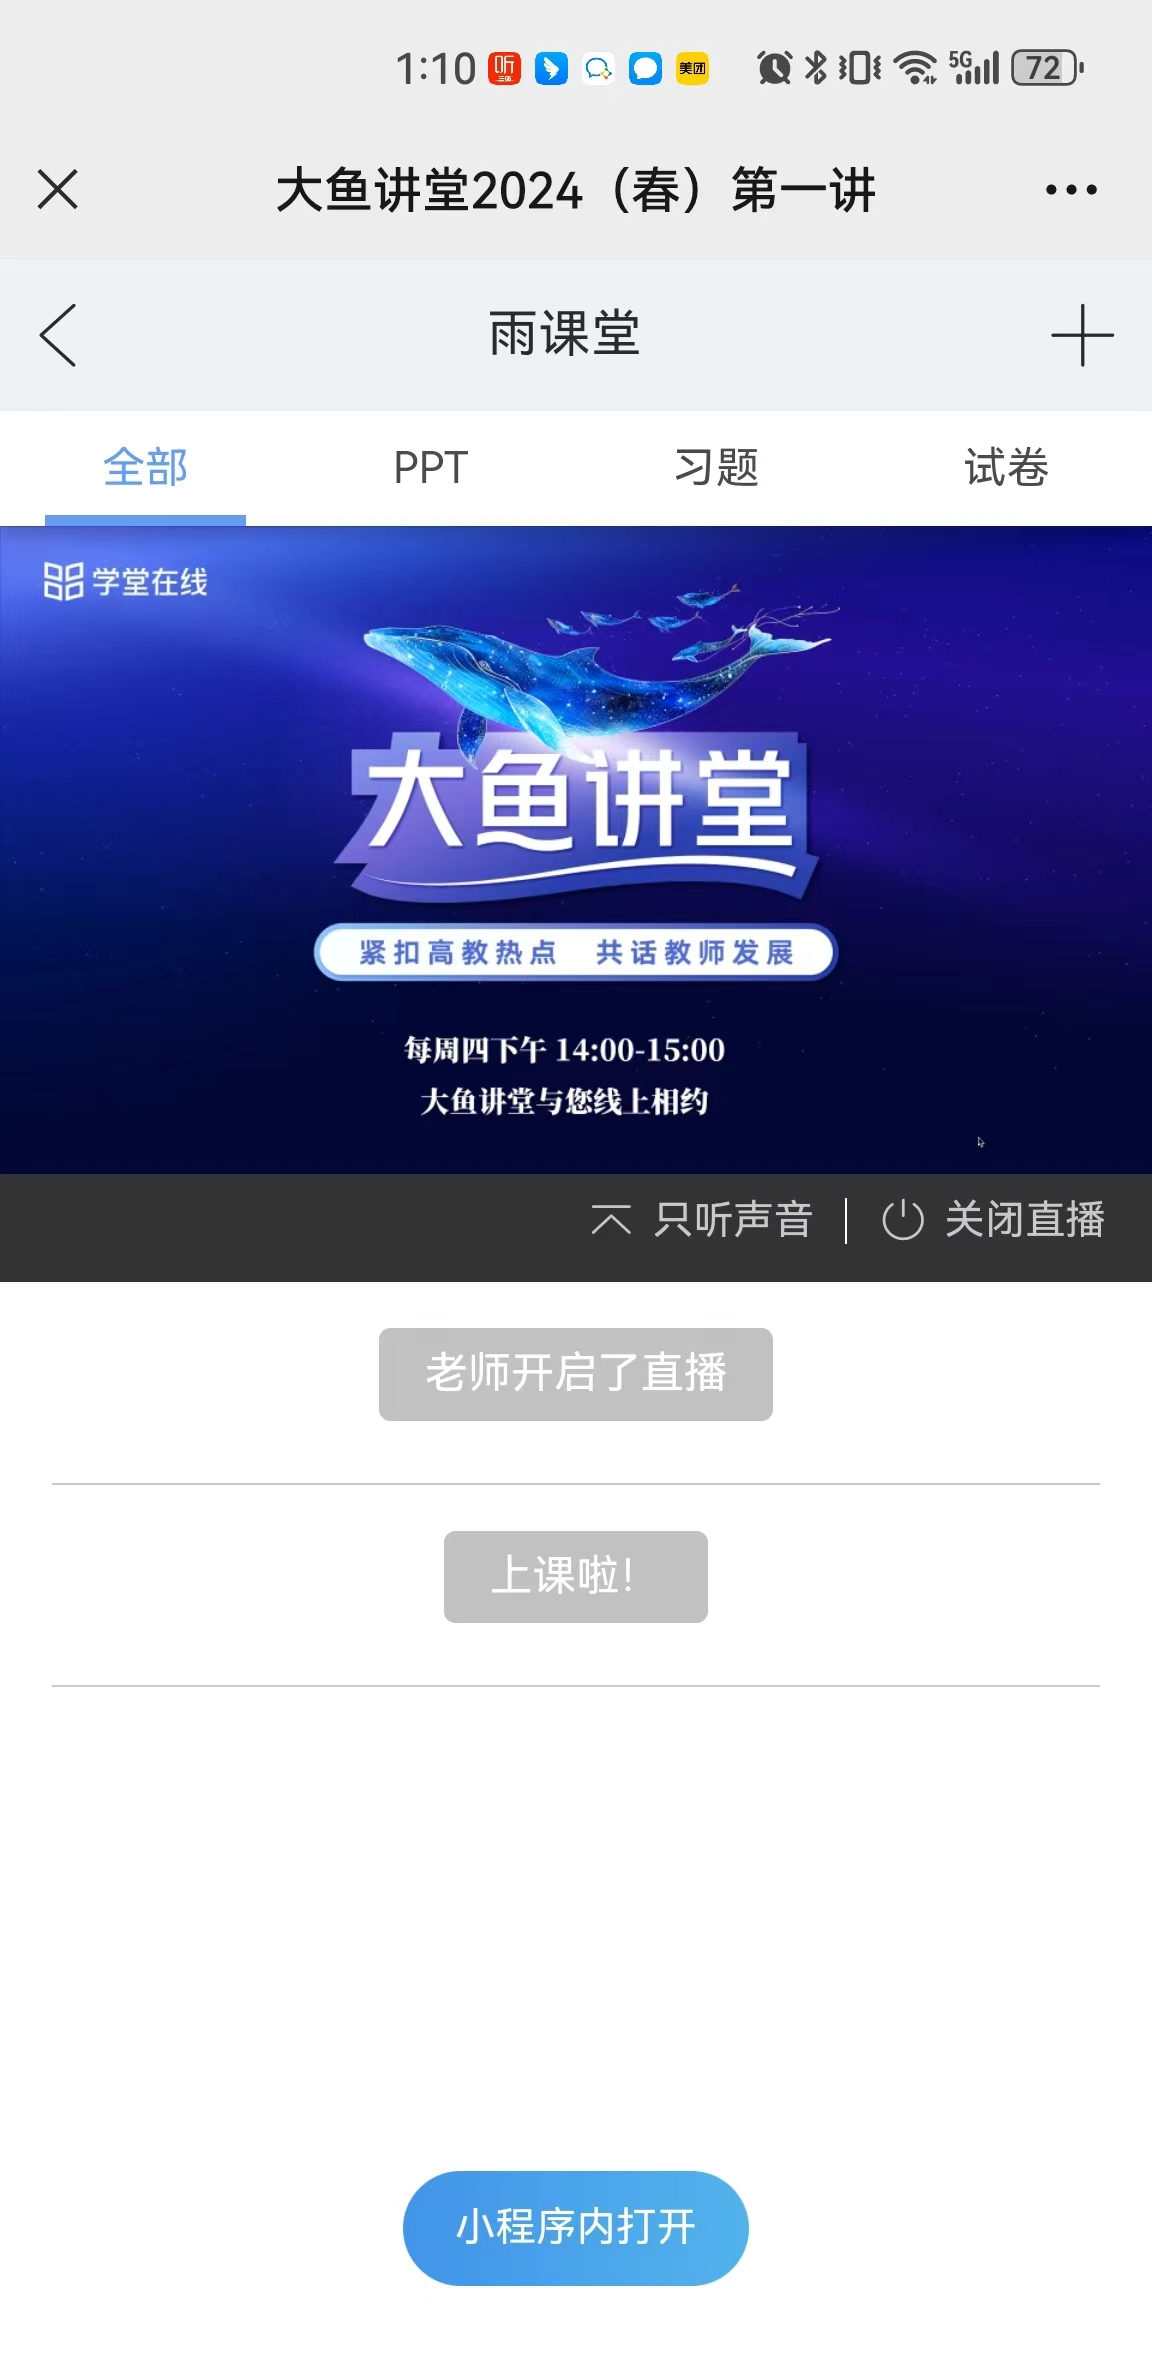 1:10 听 美团 5G 72
大鱼讲堂2024（春）第一讲
雨课堂
全部 PPT 习题 试卷
学堂在线
大鱼讲堂
紧扣高教热点 共话教师发展
每周四下午 14:00-15:00
大鱼讲堂与您线上相约
只听声音 | 关闭直播
老师开启了直播
上课啦！
小程序内打开